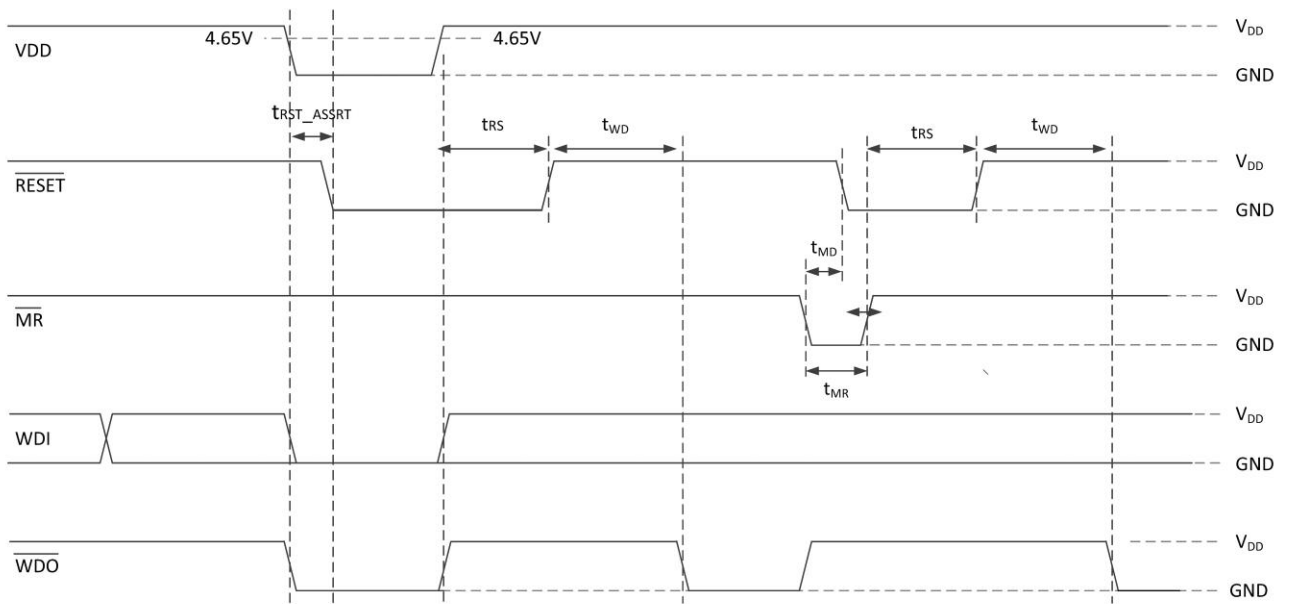 VDD
4.65V
4.65V
VDD
GND
tRST_ASSRT
tRS
tWD
tRS
tWD
RESET
VDD
GND
tMD
MR
VDD
GND
tMR
WDI
VDD
GND
WDO
VDD
GND